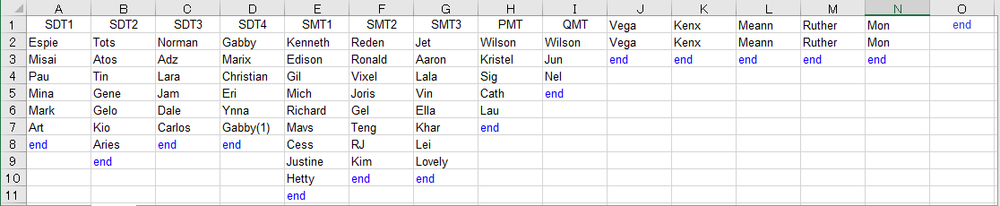 A B C D E F G H I J K L M N O
1 SDT1 SDT2 SDT3 SDT4 SMT1 SMT2 SMT3 PMT QMT Vega Kenx Meann Ruther Mon end
2 Espie Tots Norman Gabby Kenneth Reden Jet Wilson Wilson Vega Kenx Meann Ruther Mon
3 Misai Atos Adz Marix Edison Ronald Aaron Kristel Jun end end end end end
4 Pau Tin Lara Christian Gil Vixel Lala Sig Nel
5 Mina Gene Jam Eri Mich Joris Vin Cath end
6 Mark Gelo Dale Ynna Richard Gel Ella Lau
7 Art Kio Carlos Gabby(1) Mavs Teng Khar end
8 end Aries end end Cess RJ Lei
9 end Justine Kim Lovely
10 Hetty end end
11 end